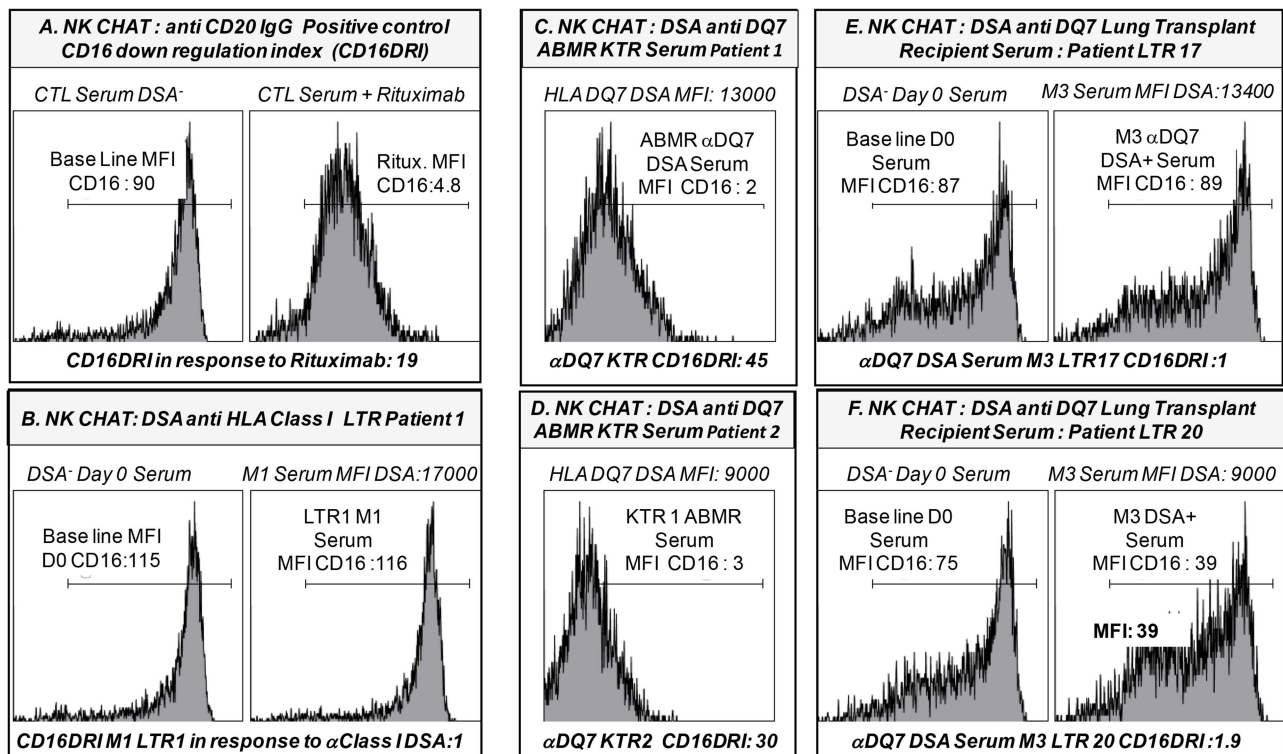 A. NK CHAT : anti CD20 IgG Positive control
CD16 down regulation index (CD16DRI)
CTL Serum DSA-
CTL Serum + Rituximab
Base Line MFI
CD16 : 90
Ritux. MFI
CD16:4.8
CD16DRI in response to Rituximab: 19
B. NK CHAT: DSA anti HLA Class I LTR Patient 1
DSA- Day 0 Serum
M1 Serum MFI DSA:17000
Base line MFI
D0 CD16:115
LTR1 M1
Serum
MFI CD16 :116
CD16DRI M1 LTR1 in response to αClass I DSA:1
C. NK CHAT : DSA anti DQ7
ABMR KTR Serum Patient 1
HLA DQ7 DSA MFI: 13000
ABMR αDQ7
DSA Serum
MFI CD16 : 2
αDQ7 KTR CD16DRI: 45
D. NK CHAT : DSA anti DQ7
ABMR KTR Serum Patient 2
HLA DQ7 DSA MFI: 9000
KTR 1 ABMR
Serum
MFI CD16 : 3
αDQ7 KTR2 CD16DRI: 30
E. NK CHAT : DSA anti DQ7 Lung Transplant
Recipient Serum : Patient LTR 17
DSA- Day 0 Serum
M3 Serum MFI DSA:13400
Base line D0
Serum
MFI CD16: 87
M3 αDQ7
DSA+ Serum
MFI CD16 : 89
αDQ7 DSA Serum M3 LTR17 CD16DRI :1
F. NK CHAT : DSA anti DQ7 Lung Transplant
Recipient Serum : Patient LTR 20
DSA- Day 0 Serum
M3 Serum MFI DSA: 9000
Base line D0
Serum
MFI CD16 : 75
M3 DSA+
Serum
MFI CD16 : 39
MFI: 39
αDQ7 DSA Serum M3 LTR 20 CD16DRI:1.9